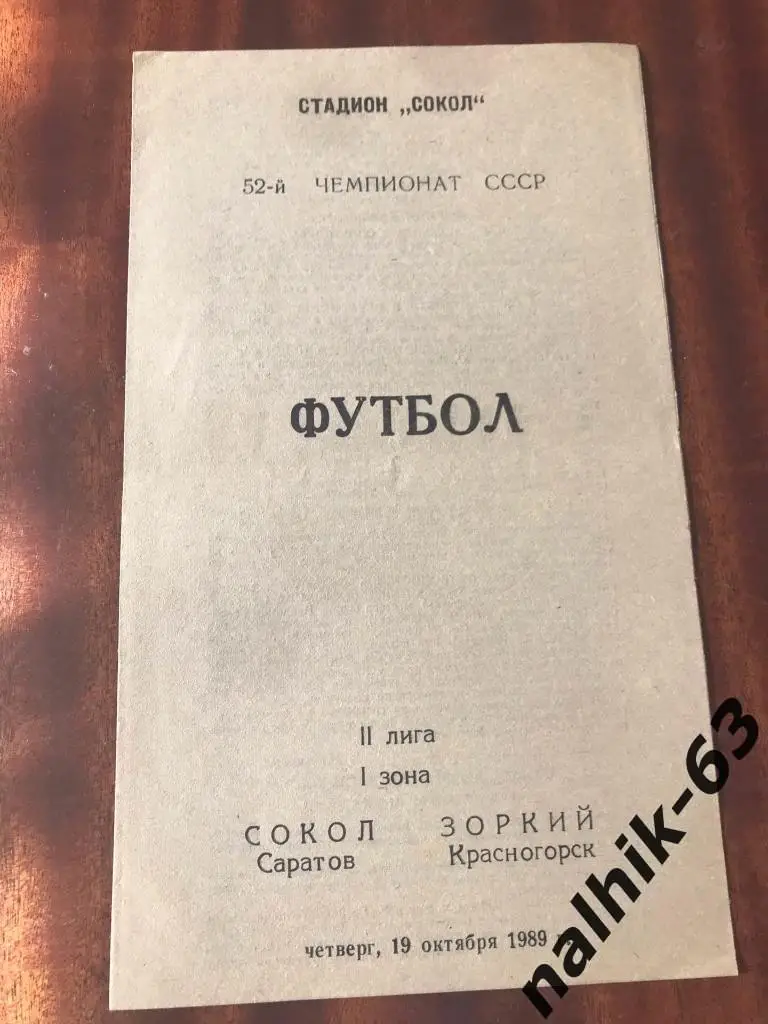 СТАДИОН „СОКОЛ“
52-й ЧЕМПИОНАТ СССР
ФУТБОЛ
II лига
I зона
СОКОЛ ЗОРКИЙ
Саратов Красногорск
четверг, 19 октября 1989
nalhik-63